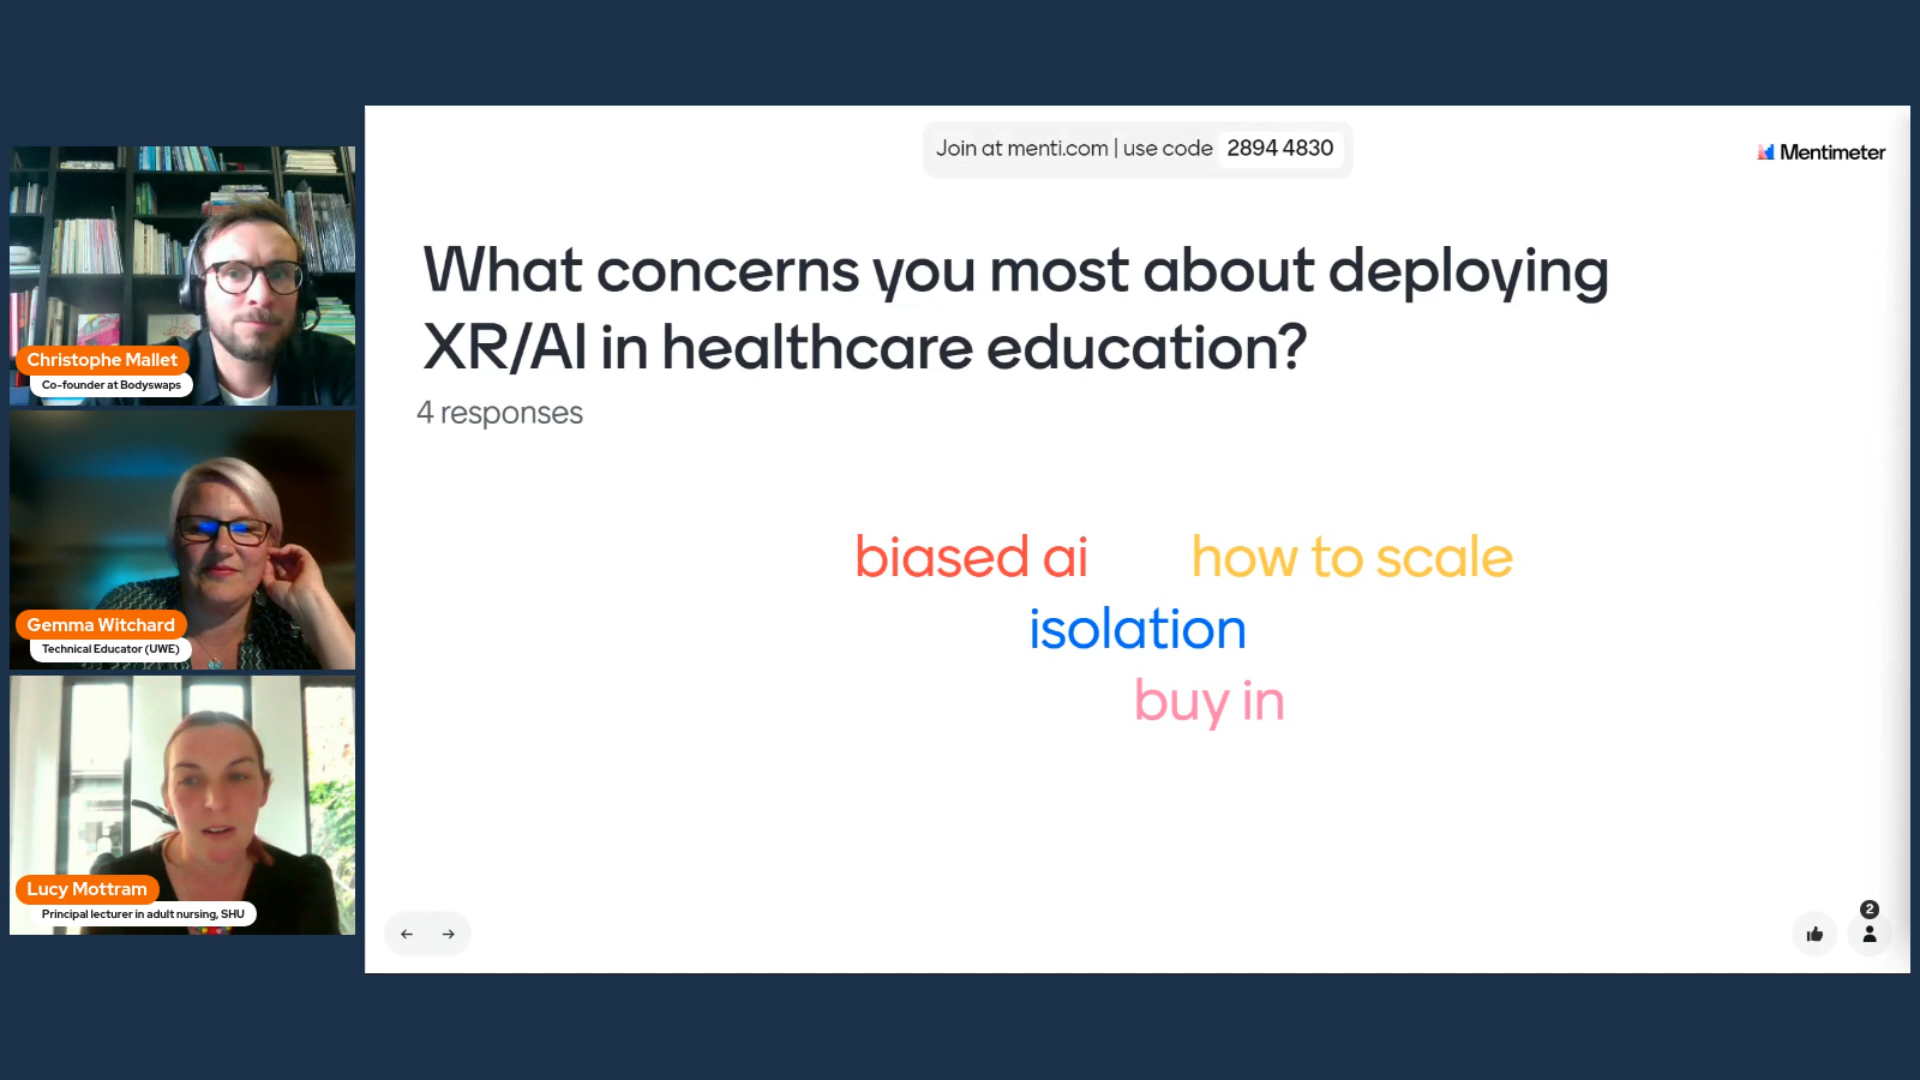 Join at menti.com | use code 2894 4830
Mentimeter
What concerns you most about deploying
XR/AI in healthcare education?
4 responses
biased ai
how to scale
isolation
buy in
2
Christophe Mallet
Co-founder at Bodyswaps
Gemma Witchard
Technical Educator (UWE)
Lucy Mottram
Principal lecturer in adult nursing, SHU